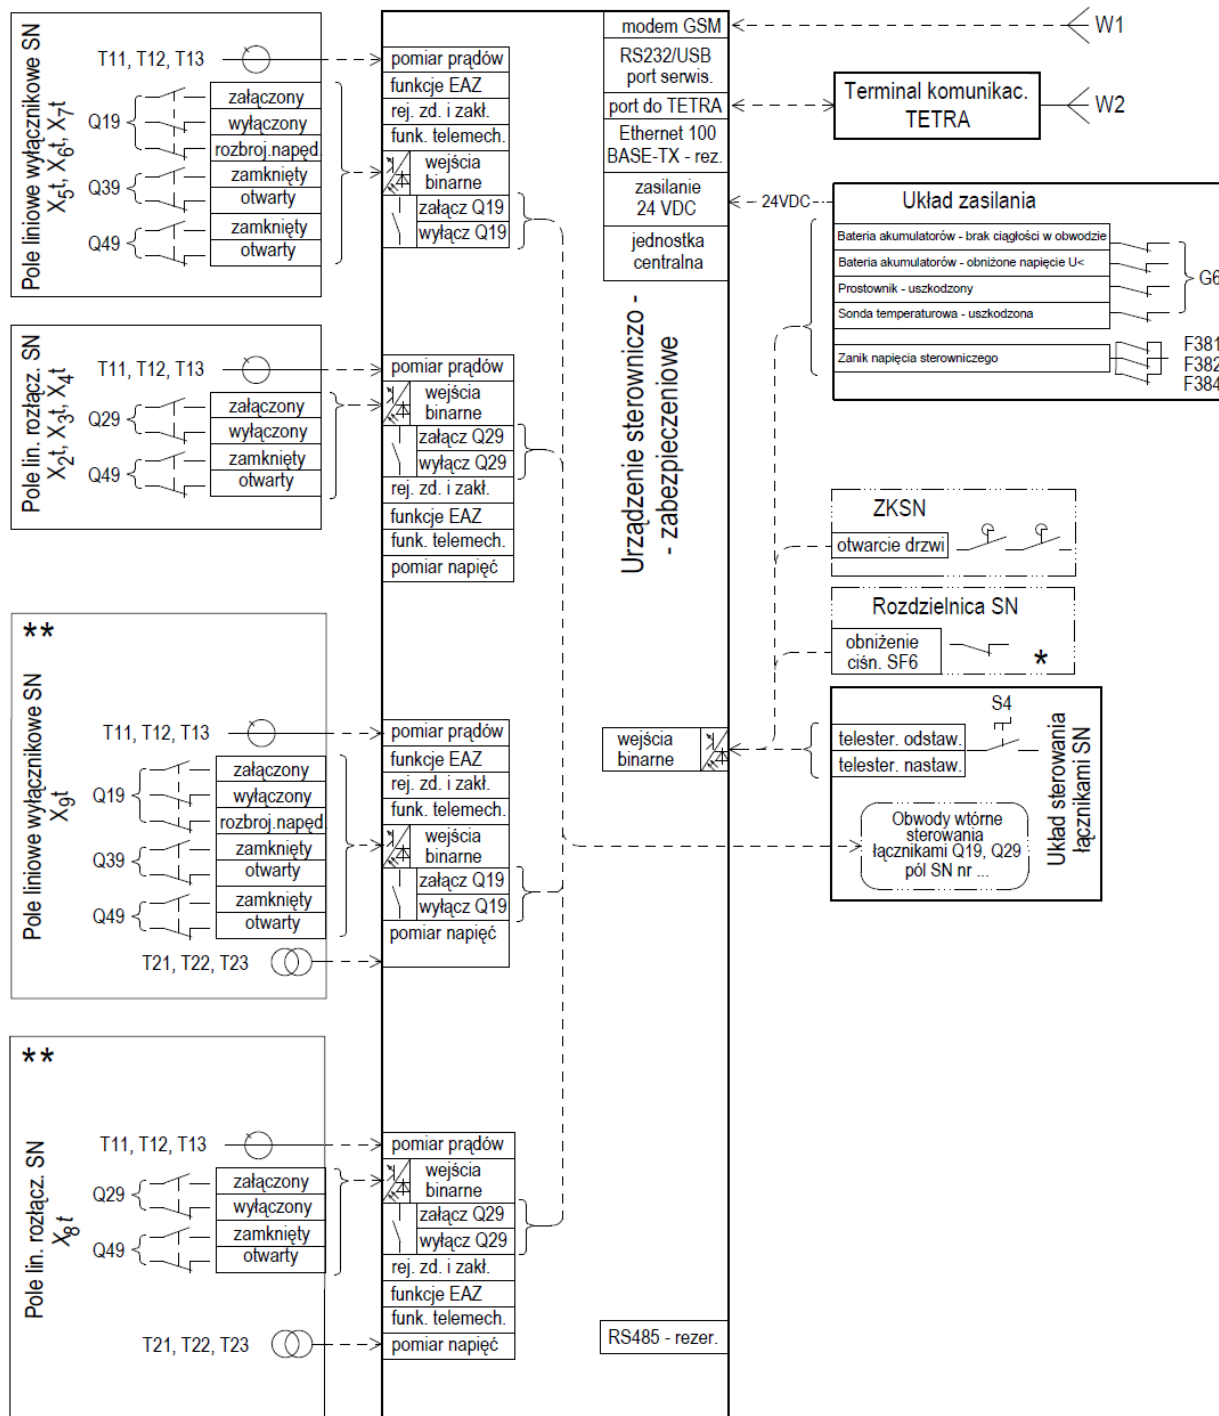 Pole liniowe wyłącznikowe SN
X5t, X6t, X7t
T11, T12, T13
Q19
załączony
wyłączony
rozbroj.napęd.
Q39
zamknięty
otwarty
Q49
zamknięty
otwarty
pomiar prądów
funkcje EAZ
rej. zd. i zakł.
funk. telemech.
wejścia
binarne
załącz Q19
wyłącz Q19
Pole lin. rozłącz. SN
X2t, X3t, X4t
T11, T12, T13
Q29
załączony
wyłączony
Q49
zamknięty
otwarty
pomiar prądów
wejścia
binarne
załącz Q29
wyłącz Q29
rej. zd. i zakł.
funkcje EAZ
funk. telemech.
pomiar napięć
**
Pole liniowe wyłącznikowe SN
X9t
T11, T12, T13
Q19
załączony
wyłączony
rozbroj.napęd.
Q39
zamknięty
otwarty
Q49
zamknięty
otwarty
T21, T22, T23
pomiar prądów
funkcje EAZ
rej. zd. i zakł.
funk. telemech.
wejścia
binarne
załącz Q19
wyłącz Q19
pomiar napięć
**
Pole lin. rozłącz. SN
X8t
T11, T12, T13
Q29
załączony
wyłączony
Q49
zamknięty
otwarty
T21, T22, T23
pomiar prądów
wejścia
binarne
załącz Q29
wyłącz Q29
rej. zd. i zakł.
funkcje EAZ
funk. telemech.
pomiar napięć
modem GSM
RS232/USB
port serwis.
port do TETRA
Ethernet 100
BASE-TX - rez.
zasilanie
24 VDC
jednostka
centralna
Urządzenie sterowniczo -
- zabezpieczeniowe
wejścia
binarne
RS485 - rezer.
W1
Terminal komunikac.
TETRA
W2
24VDC
Układ zasilania
Bateria akumulatorów - brak ciągłości w obwodzie
Bateria akumulatorów - obniżone napięcie U<
Prostownik - uszkodzony
Sonda temperaturowa - uszkodzona
G6
Zanik napięcia sterowniczego
F381
F382
F384
ZKSN
otwarcie drzwi
Rozdzielnica SN
obniżenie
ciśn. SF6
*
S4
telester. odstaw.
telester. nastaw.
Układ sterowania
łącznikami SN
Obwody wtórne
sterowania
łącznikami Q19, Q29
pól SN nr ...